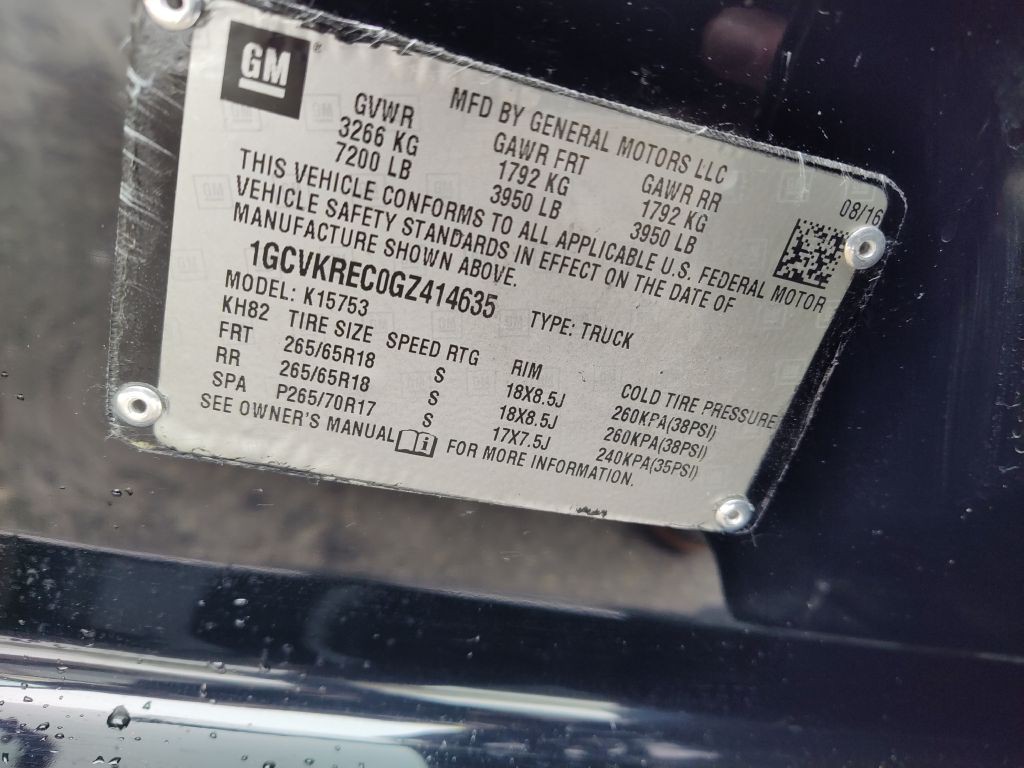 GM
MFD BY GENERAL MOTORS LLC
GVWR GAWR FRT GAWR RR
3266 KG 1792 KG 1792 KG 08/16
7200 LB 3950 LB 3950 LB
THIS VEHICLE CONFORMS TO ALL APPLICABLE U.S. FEDERAL MOTOR
VEHICLE SAFETY STANDARDS IN EFFECT ON THE DATE OF
MANUFACTURE SHOWN ABOVE.
1GCVKREC0GZ414635 TYPE: TRUCK
MODEL: K15753
KH82 TIRE SIZE SPEED RTG RIM COLD TIRE PRESSURE
FRT 265/65R18 S 18X8.5J 260KPA(38PSI)
RR 265/65R18 S 18X8.5J 260KPA(38PSI)
SPA P265/70R17 S 17X7.5J 240KPA(35PSI)
SEE OWNER'S MANUAL FOR MORE INFORMATION.